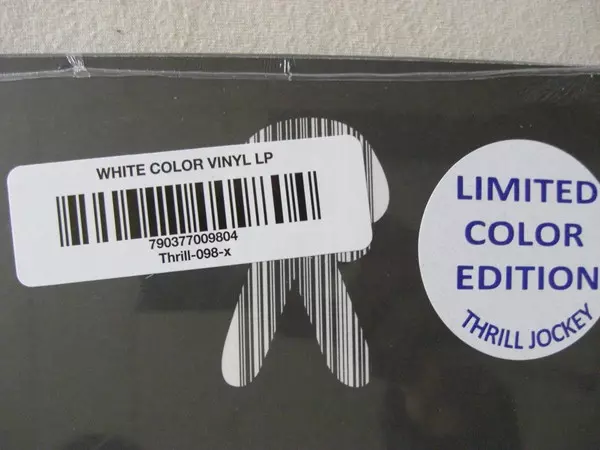 WHITE COLOR VINYL LP
790377009804
Thrill-098-x
LIMITED
COLOR
EDITION
THRILL JOCKEY